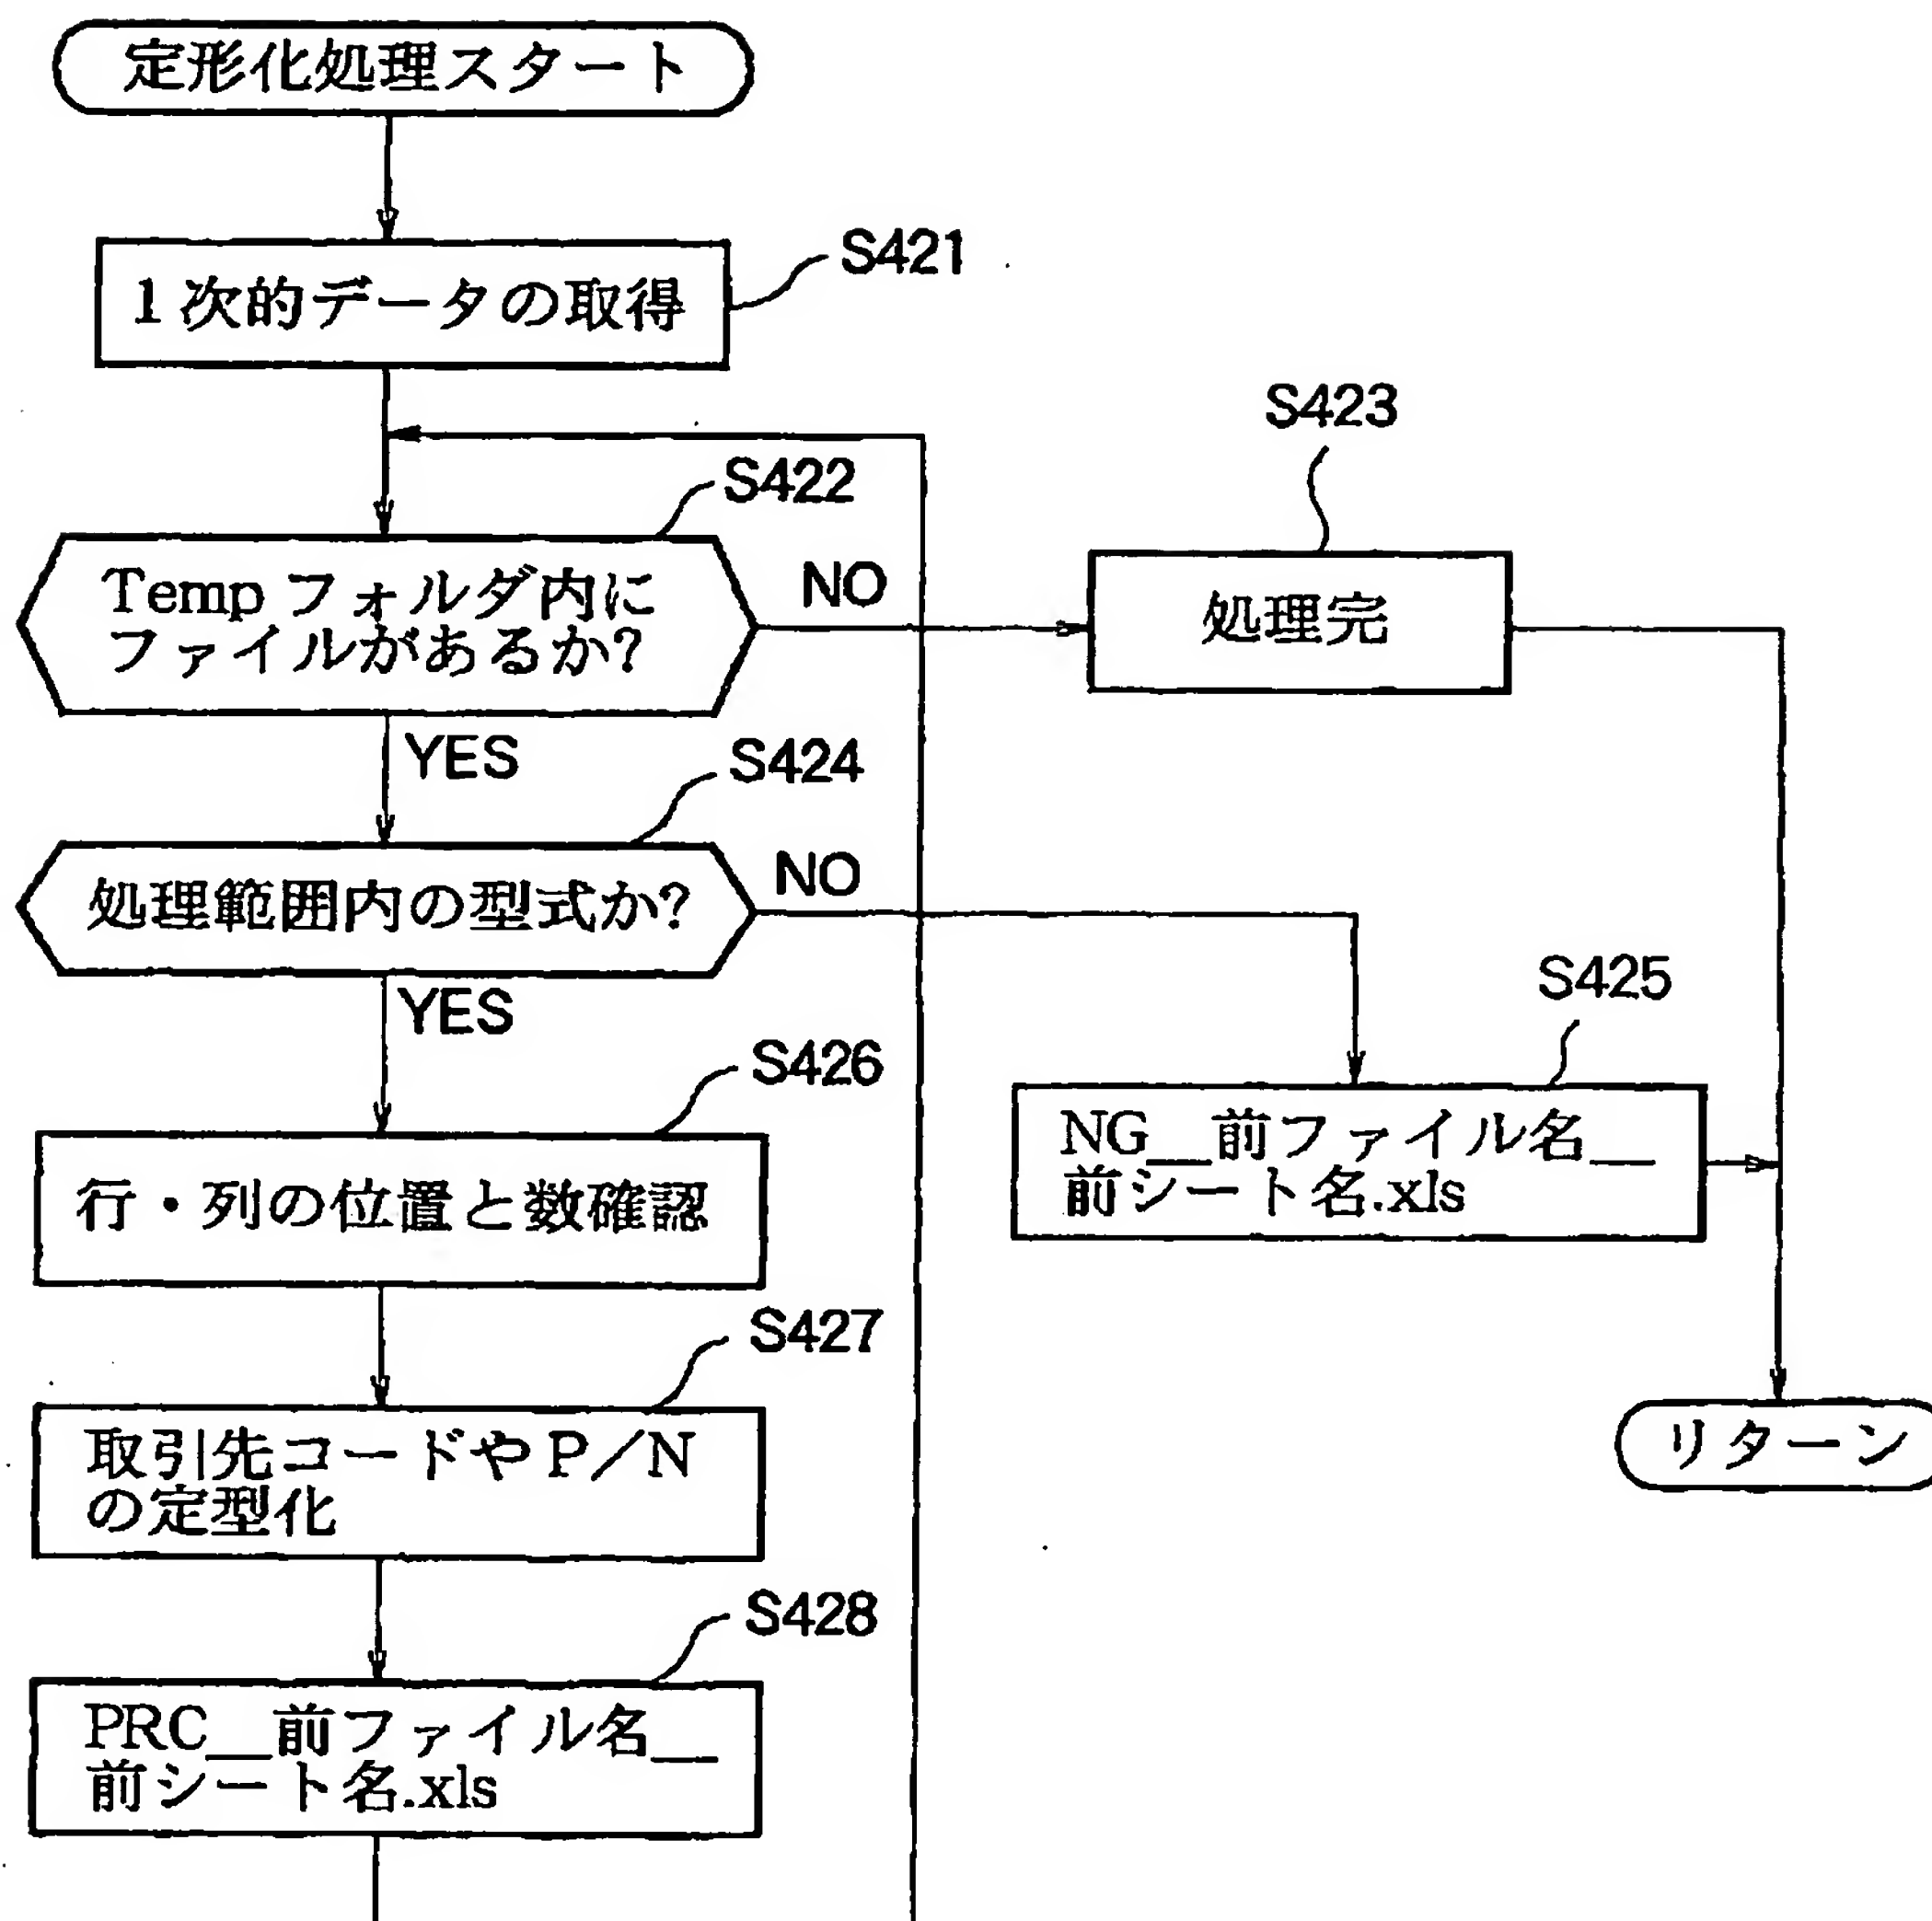 定形化処理スタート
S421
1次的データの取得
S423
S422
Temp フォルダ内に
ファイルがあるか?
NO
処理完
YES
S424
処理範囲内の型式か?
NO
YES
S425
S426
NG__前ファイル名__
前シート名.xls
行・列の位置と数確認
S427
取引先コードや P/N
の定型化
リターン
S428
PRC__前ファイル名__
前シート名.xls